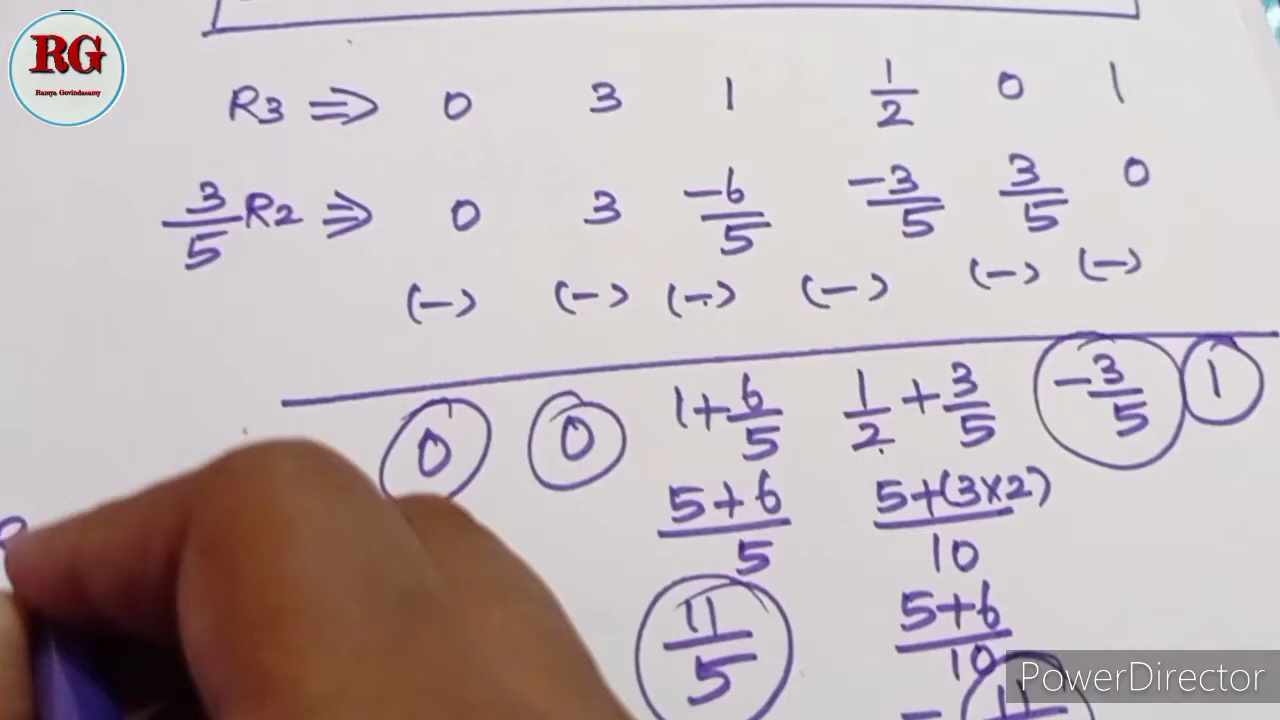 RG
Ramya Govindasamy
R3 ⇒ 0 3 1 1/2 0 1
3/5 R2 ⇒ 0 3 -6/5 -3/5 3/5 0
(-) (-) (-) (-) (-) (-)
0 0 1+6/5 1/2+3/5 -3/5 1
5+6/5 5+(3×2)/10
11/5 5+6/10
= 11
PowerDirector